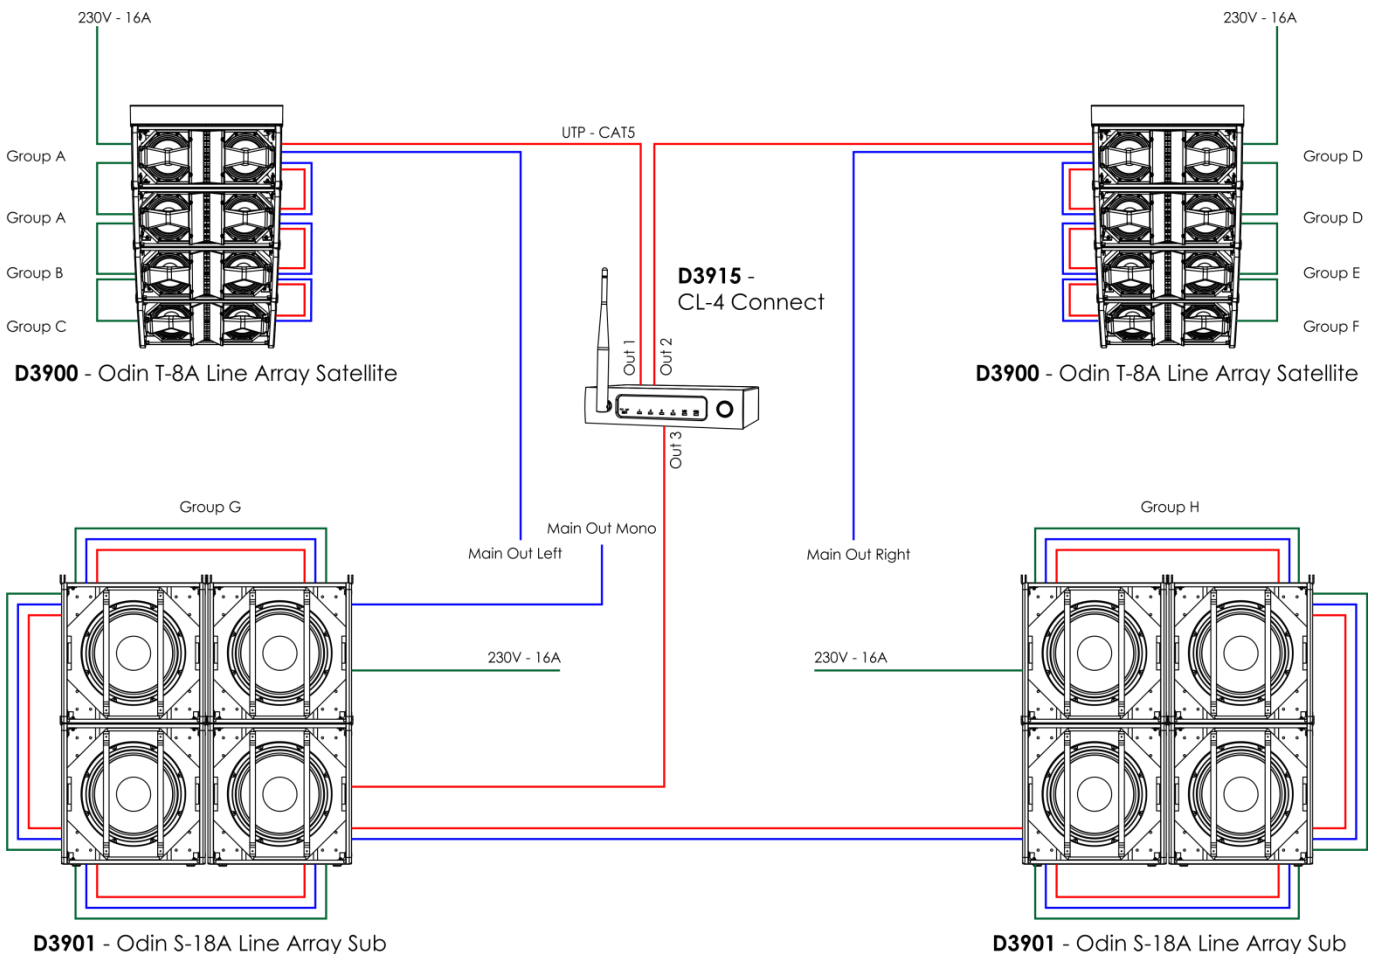 230V - 16A
230V - 16A
UTP - CAT5
Group A
Group D
Group A
Group D
Group B
Group E
D3915 -
CL-4 Connect
Group C
Group F
Out 1
Out 2
D3900 - Odin T-8A Line Array Satellite
D3900 - Odin T-8A Line Array Satellite
Out 3
Group G
Group H
Main Out Mono
Main Out Left
Main Out Right
230V - 16A
230V - 16A
D3901 - Odin S-18A Line Array Sub
D3901 - Odin S-18A Line Array Sub